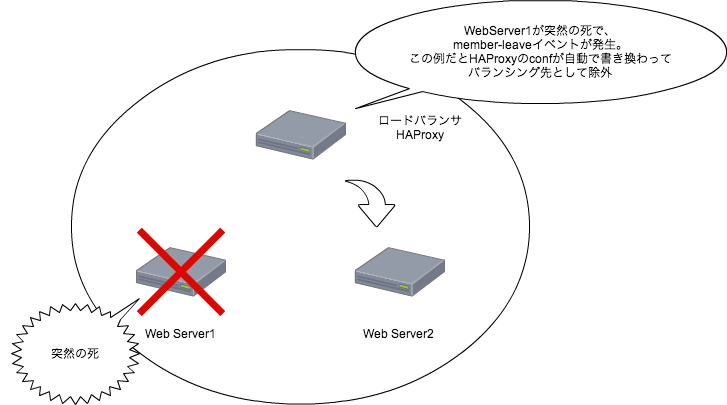 WebServer1が突然の死で、
member-leaveイベントが発生。
この例だとHAProxyのconfが自動で書き換わって
バランシング先として除外
ロードバランサ
HAProxy
Web Server1
Web Server2
突然の死